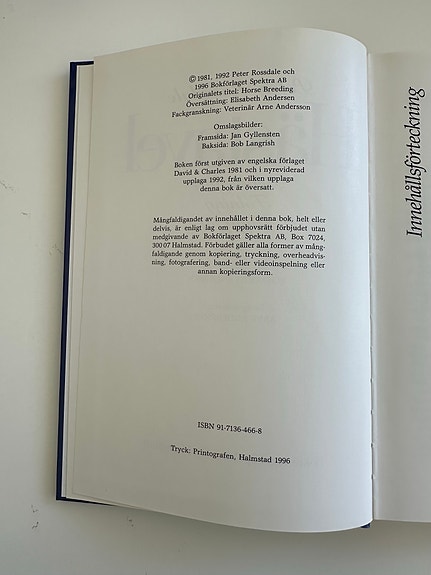 © 1981, 1992 Peter Rossdale och
1996 Bokförlaget Spektra AB
Originalets titel: Horse Breeding
Översättning: Elisabeth Andersen
Fackgranskning: Veterinär Arne Andersson
Omslagsbilder:
Framsida: Jan Gyllensten
Baksida: Bob Langrish
Boken först utgiven av engelska förlaget
David & Charles 1981 och i nyreviderad
upplaga 1992, från vilken upplaga
denna bok är översatt.
Mångfaldigandet av innehållet i denna bok, helt eller
delvis, är enligt lag om upphovsrätt förbjudet utan
medgivande av Bokförlaget Spektra AB, Box 7024,
300 07 Halmstad. Förbudet gäller alla former av mång-
faldigande genom kopiering, tryckning, overheadvis-
ning, fotografering, band- eller videoinspelning eller
annan kopieringsform.
ISBN 91-7136-466-8
Tryck: Printografen, Halmstad 1996
Innehållsförteckning